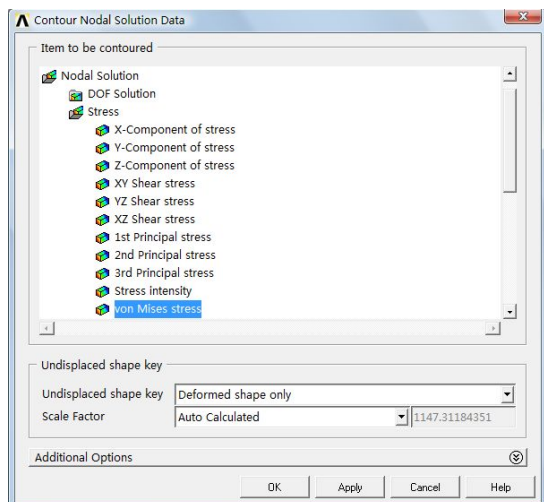 Contour Nodal Solution Data
Item to be contoured
Nodal Solution
DOF Solution
Stress
X-Component of stress
Y-Component of stress
Z-Component of stress
XY Shear stress
YZ Shear stress
XZ Shear stress
1st Principal stress
2nd Principal stress
3rd Principal stress
Stress intensity
von Mises stress
Undisplaced shape key
Undisplaced shape key Deformed shape only
Scale Factor Auto Calculated 1147.31184351
Additional Options
OK Apply Cancel Help